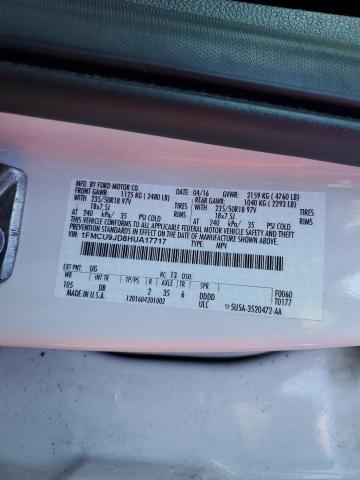 MFD. BY FORD MOTOR CO.
DATE: 04/16 GVWR: 2159 KG (4760 LB)
FRONT GAWR: 1125 KG (2480 LB) REAR GAWR: 1040 KG (2293 LB)
WITH 235/50R18 97V TIRES WITH 235/50R18 97V TIRES
18x7.5J RIMS 18x7.5J RIMS
AT 240 kPa/ 35 PSI COLD AT 240 kPa/ 35 PSI COLD
THIS VEHICLE CONFORMS TO ALL APPLICABLE FEDERAL MOTOR VEHICLE SAFETY AND THEFT
PREVENTION STANDARDS IN EFFECT ON THE DATE OF MANUFACTURE SHOWN ABOVE.
VIN: 1FMCU9JD8HUA17717
TYPE: MPV
F0060
T0177
EXT PNT: UG RC: 13 DSO:
WB INT TR TP/PS R AXLE TR SPR
105 DB 2 35 6 DDDD
MADE IN U.S.A. 1201604201002 ULC 5USA-3520472-AA